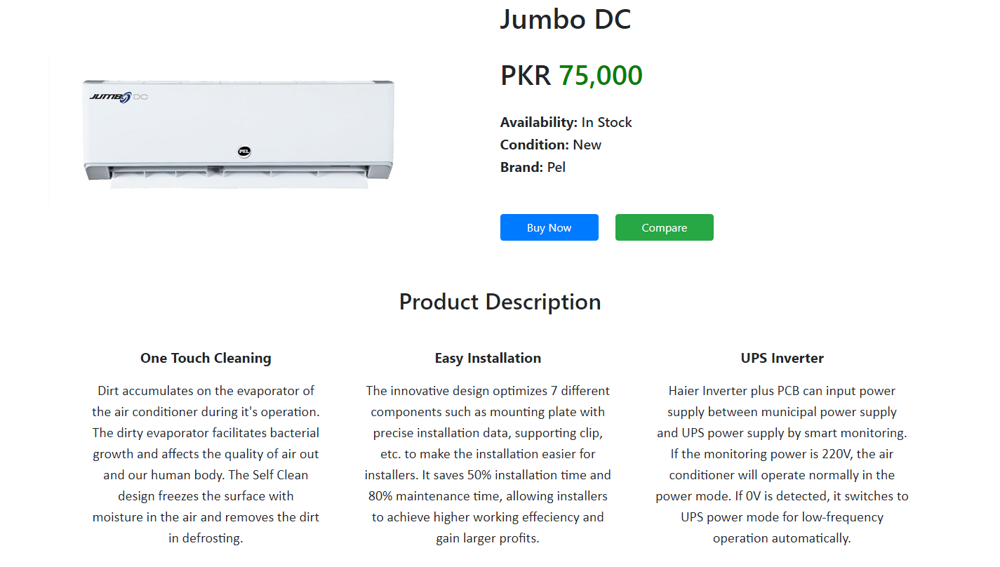 Jumbo DC
PKR 75,000
JUMBO DC
PEL
Availability: In Stock
Condition: New
Brand: Pel
Buy Now
Compare
Product Description
One Touch Cleaning
Dirt accumulates on the evaporator of
the air conditioner during it's operation.
The dirty evaporator facilitates bacterial
growth and affects the quality of air out
and our human body. The Self Clean
design freezes the surface with
moisture in the air and removes the dirt
in defrosting.
Easy Installation
The innovative design optimizes 7 different
components such as mounting plate with
precise installation data, supporting clip,
etc. to make the installation easier for
installers. It saves 50% installation time and
80% maintenance time, allowing installers
to achieve higher working effeciency and
gain larger profits.
UPS Inverter
Haier Inverter plus PCB can input power
supply between municipal power supply
and UPS power supply by smart monitoring.
If the monitoring power is 220V, the air
conditioner will operate normally in the
power mode. If 0V is detected, it switches to
UPS power mode for low-frequency
operation automatically.